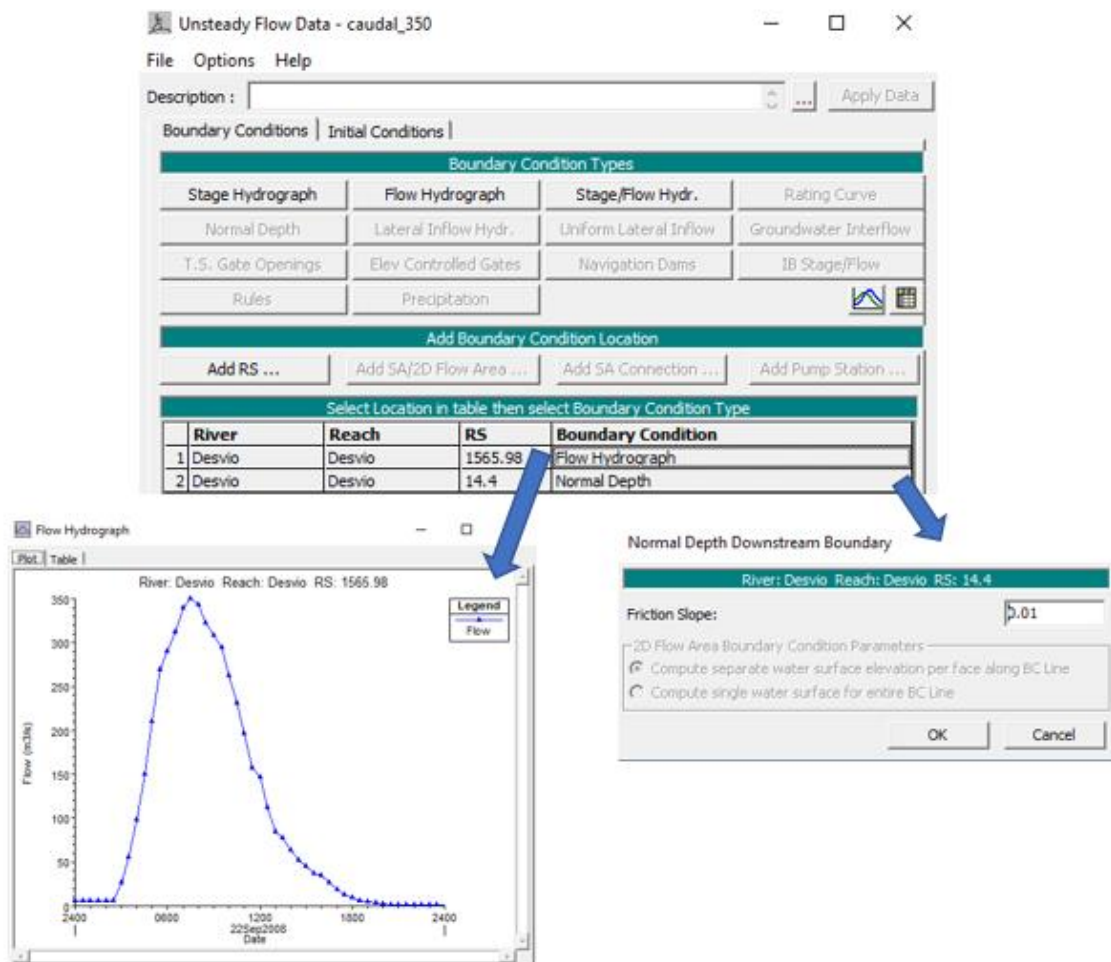 Unsteady Flow Data - caudal_350
File Options Help
Description : ... Apply Data
Boundary Conditions | Initial Conditions |
Boundary Condition Types
Stage Hydrograph Flow Hydrograph Stage/Flow Hydr. Rating Curve
Normal Depth Lateral Inflow Hydr. Uniform Lateral Inflow Groundwater Interflow
T.S. Gate Openings Elev Controlled Gates Navigation Dams IB Stage/Flow
Rules Precipitation
Add Boundary Condition Location
Add RS ... Add SA/2D Flow Area ... Add SA Connection ... Add Pump Station ...
Select Location in table then select Boundary Condition Type
River Reach RS Boundary Condition
1 Desvio Desvio 1565.98 Flow Hydrograph
2 Desvio Desvio 14.4 Normal Depth
Flow Hydrograph
Plot Table
River: Desvio Reach: Desvio RS: 1565.98
Legend
Flow
350
300
250
200
150
100
50
0
Flow (m3/s)
2400 0600 1200 1800 2400
22Sep2008
Date
Normal Depth Downstream Boundary
River: Desvio Reach: Desvio RS: 14.4
Friction Slope: 0.01
2D Flow Area Boundary Condition Parameters
Compute separate water surface elevation per face along BC Line
Compute single water surface for entire BC Line
OK Cancel